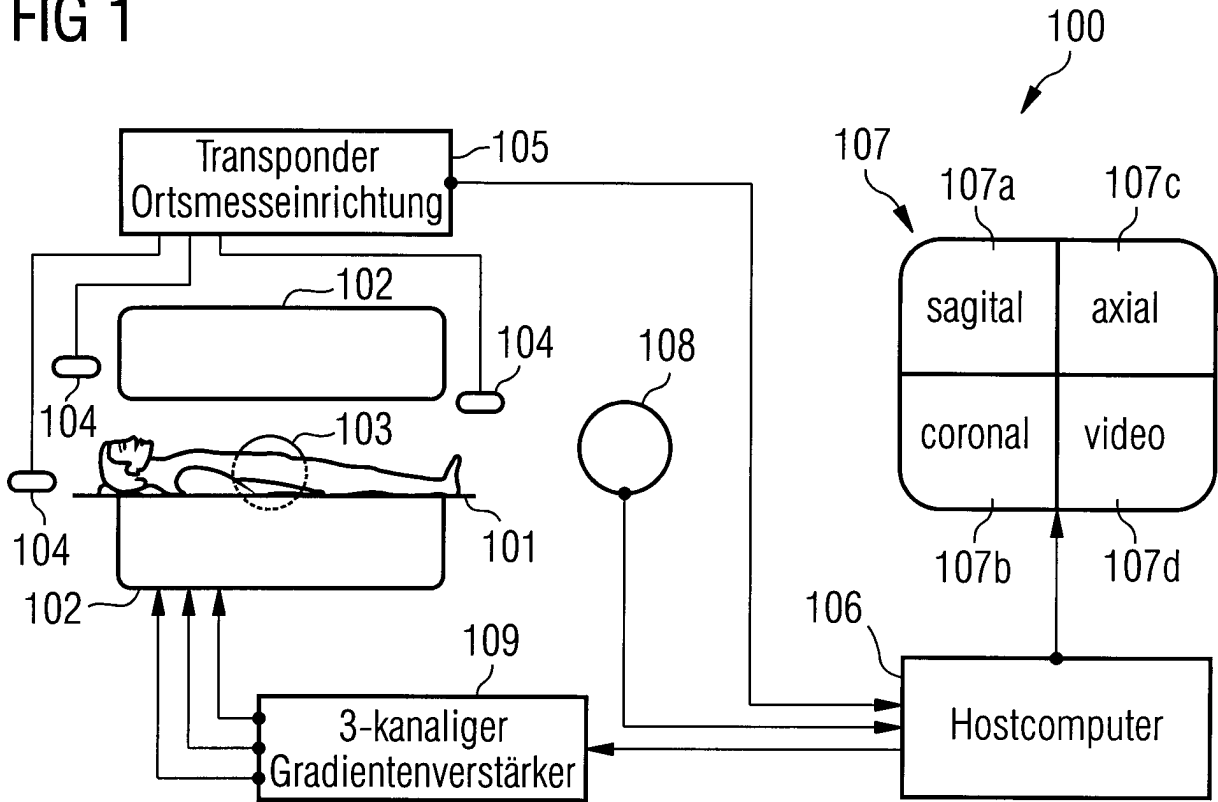 FIG 1
100
Transponder
Ortsmesseinrichtung
105
107
107a
107c
102
sagital
axial
104
104
108
103
coronal
video
104
101
107b
107d
102
106
109
3-kanaliger
Gradientenverstärker
Hostcomputer